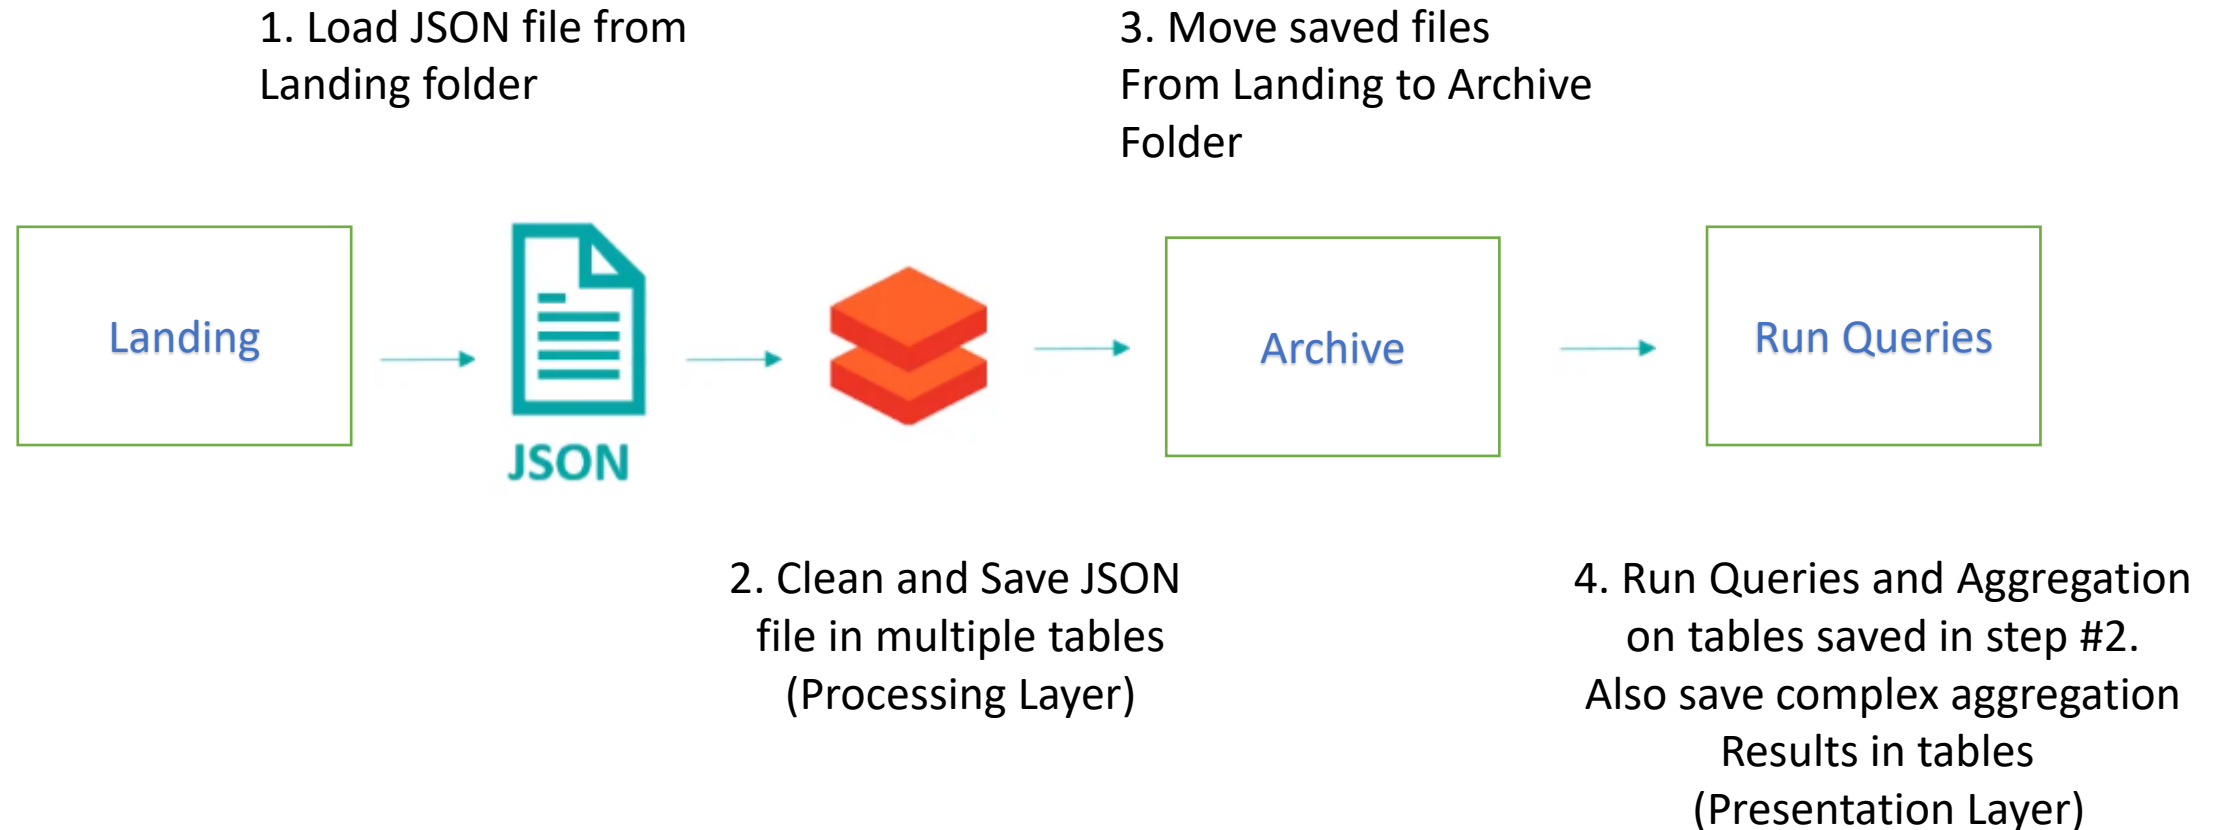 1. Load JSON file from
Landing folder
3. Move saved files
From Landing to Archive
Folder
Landing
JSON
Archive
Run Queries
2. Clean and Save JSON
file in multiple tables
(Processing Layer)
4. Run Queries and Aggregation
on tables saved in step #2.
Also save complex aggregation
Results in tables
(Presentation Layer)